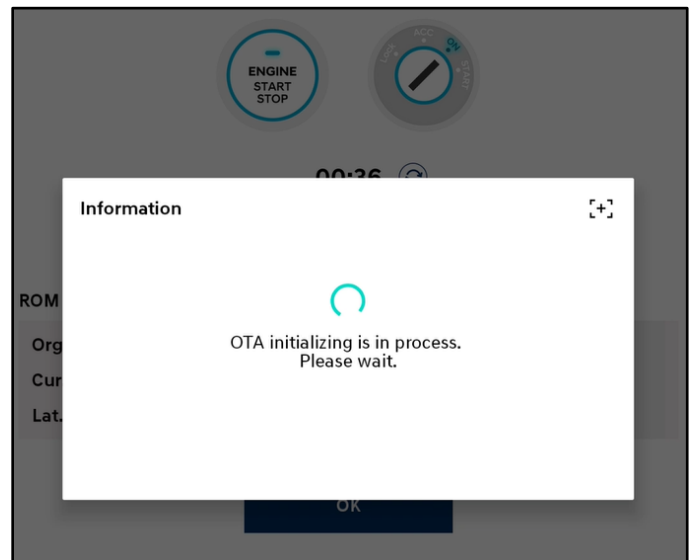 ENGINE
START
STOP
LOCK
ACC
ON
START
00:36
Information
[+]
OTA initializing is in process.
Please wait.
ROM
Org
Cur
Lat.
OK